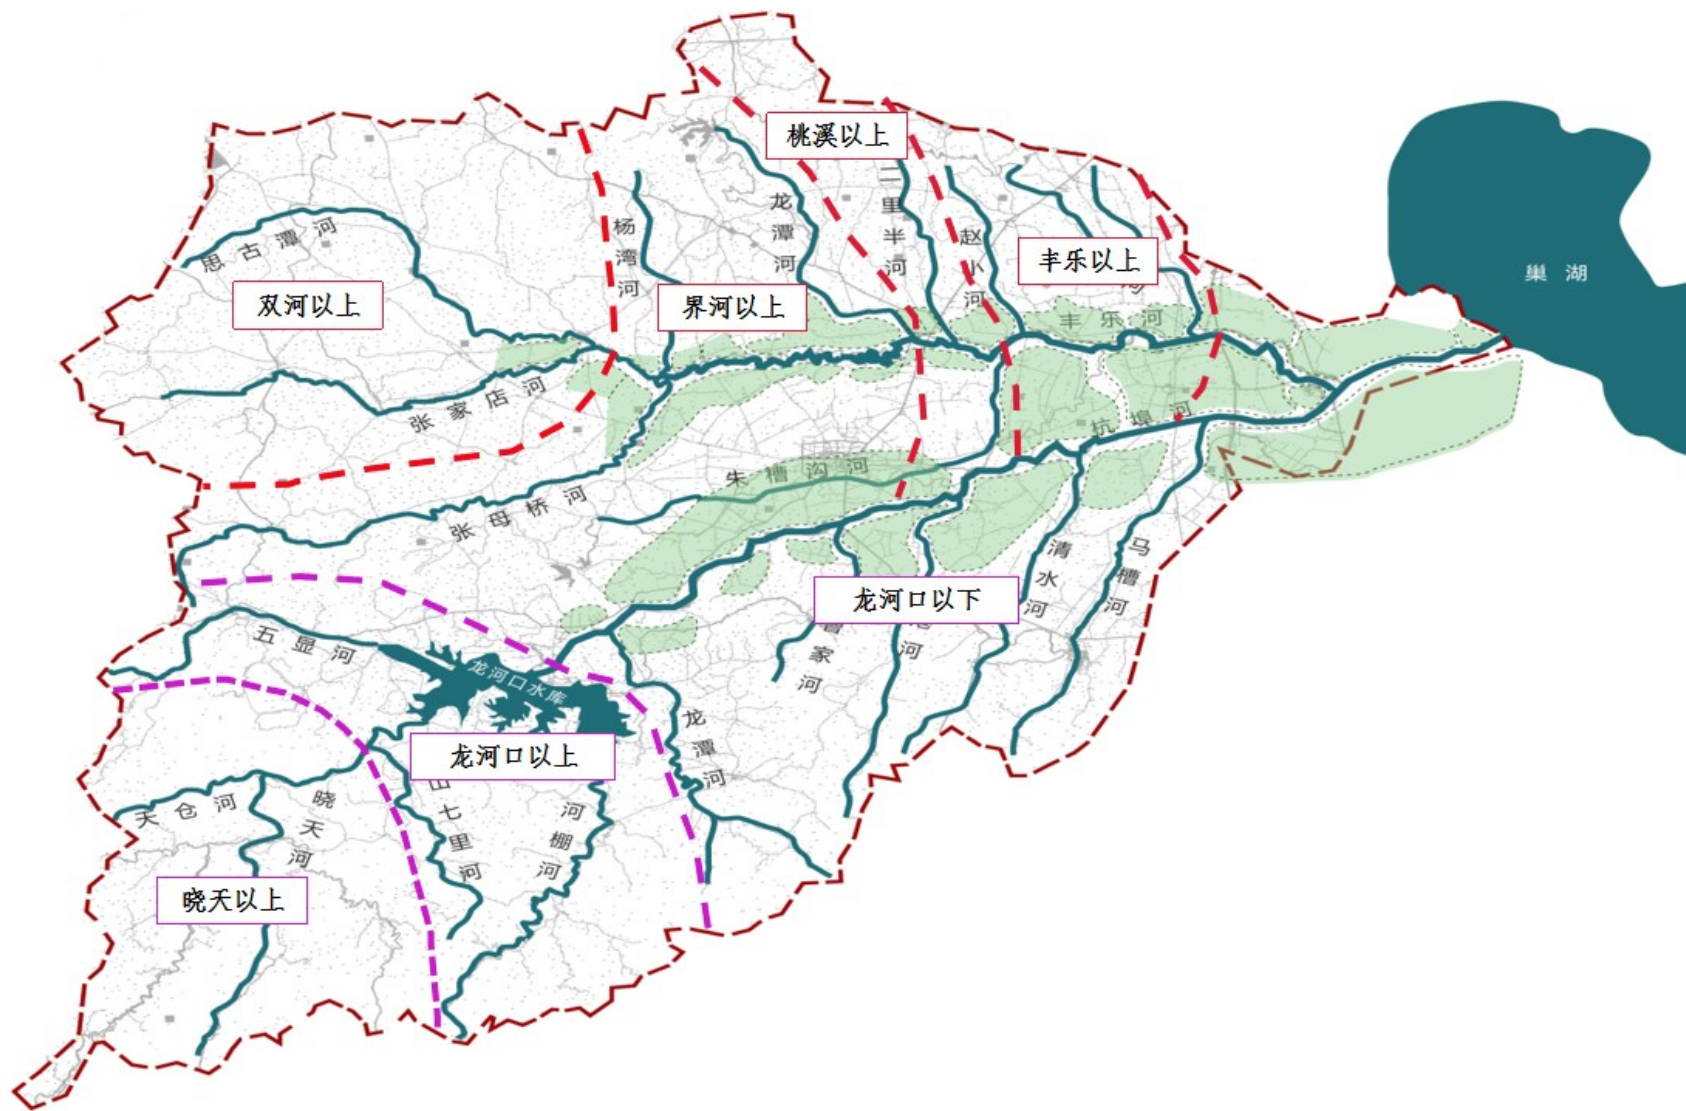 桃溪以上
思古潭河
杨湾河
龙潭河
二里半河
赵小河
丰乐以上
河
巢湖
双河以上
界河以上
丰乐河
张家店河
杭埠河
朱槽沟河
张母桥河
清水河
马槽河
龙河口以下
五显河
家河
河
龙河口水库
龙潭河
龙河口以上
天仓河
晓天河
山七里河
河棚河
晓天以上